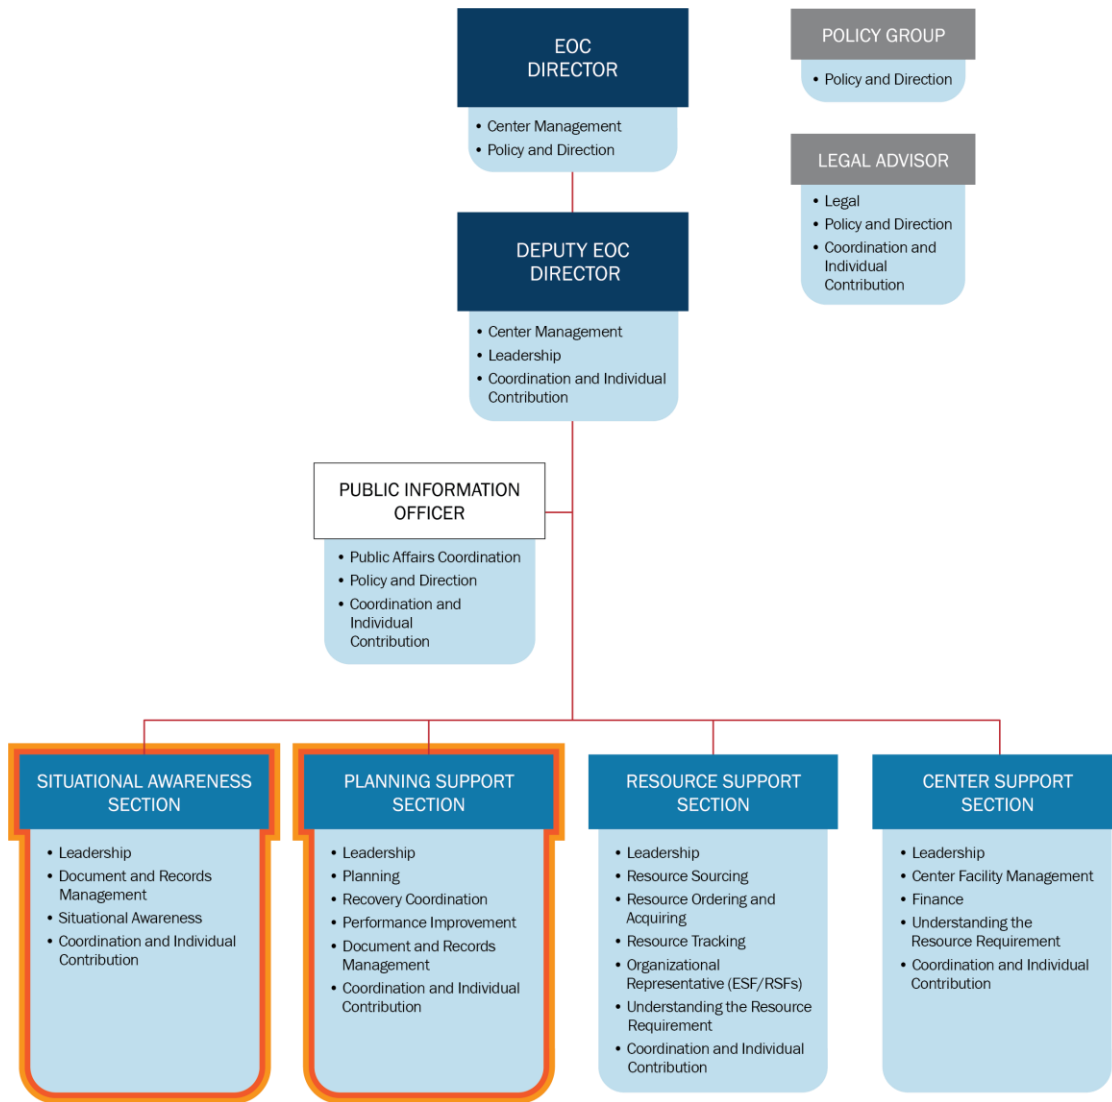 EOC
DIRECTOR
• Center Management
• Policy and Direction
POLICY GROUP
• Policy and Direction
LEGAL ADVISOR
• Legal
• Policy and Direction
• Coordination and
Individual
Contribution
DEPUTY EOC
DIRECTOR
• Center Management
• Leadership
• Coordination and Individual
Contribution
PUBLIC INFORMATION
OFFICER
• Public Affairs Coordination
• Policy and Direction
• Coordination and
Individual
Contribution
SITUATIONAL AWARENESS
SECTION
• Leadership
• Document and Records
Management
• Situational Awareness
• Coordination and Individual
Contribution
PLANNING SUPPORT
SECTION
• Leadership
• Planning
• Recovery Coordination
• Performance Improvement
• Document and Records
Management
• Coordination and Individual
Contribution
RESOURCE SUPPORT
SECTION
• Leadership
• Resource Sourcing
• Resource Ordering and
Acquiring
• Resource Tracking
• Organizational
Representative (ESF/RSFs)
• Understanding the Resource
Requirement
• Coordination and Individual
Contribution
CENTER SUPPORT
SECTION
• Leadership
• Center Facility Management
• Finance
• Understanding the
Resource Requirement
• Coordination and Individual
Contribution